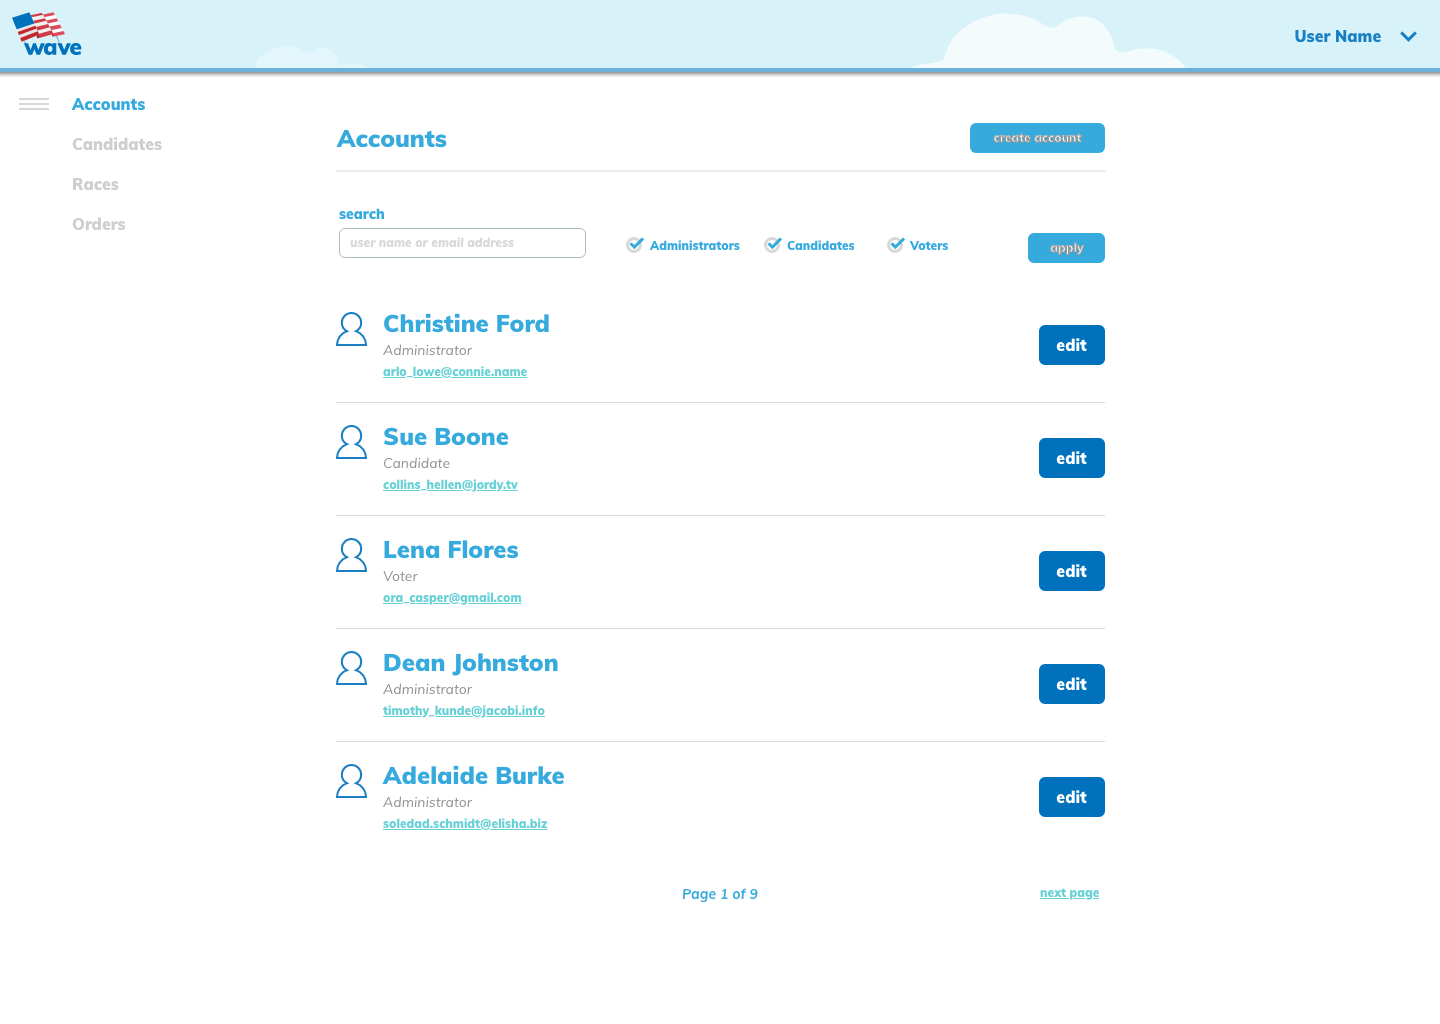 wave
User Name
Accounts
Candidates
Races
Orders
Accounts
create account
search
user name or email address
Administrators
Candidates
Voters
apply
Christine Ford
Administrator
arlo_lowe@connie.name
edit
Sue Boone
Candidate
collins_hellen@jordy.tv
edit
Lena Flores
Voter
ora_casper@gmail.com
edit
Dean Johnston
Administrator
timothy_kunde@jacobi.info
edit
Adelaide Burke
Administrator
soledad.schmidt@elisha.biz
edit
Page 1 of 9
next page